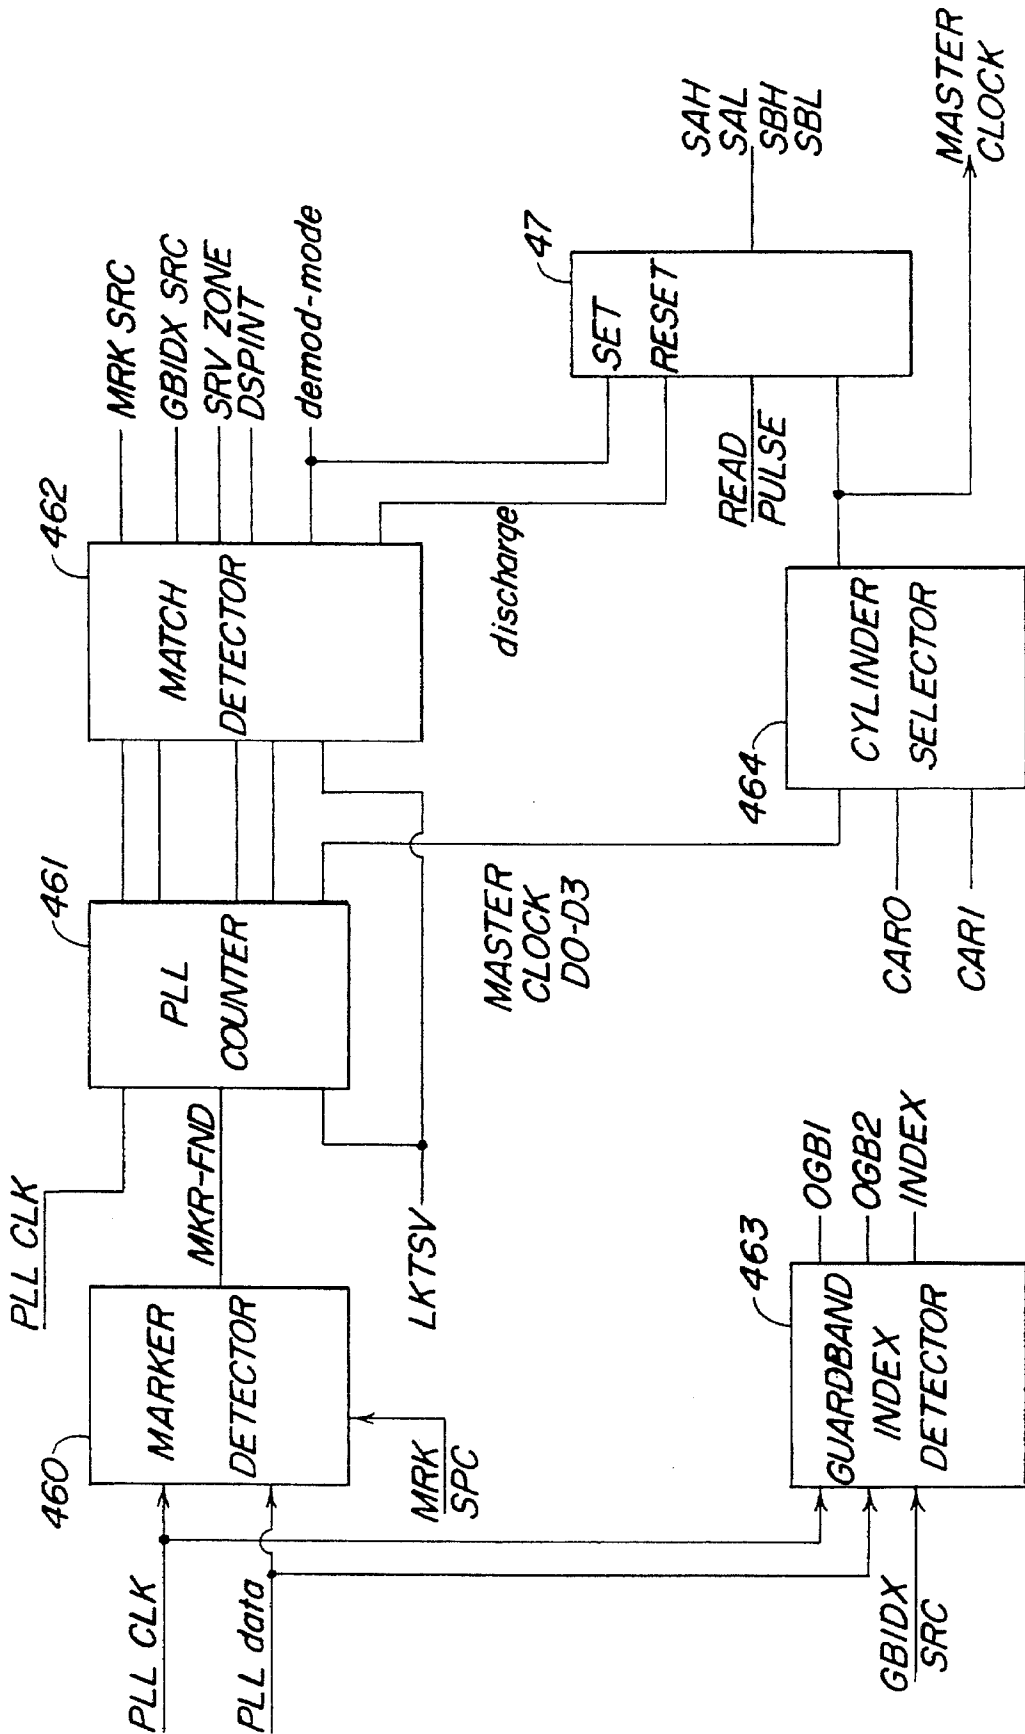 PLL CLK
PLL data
460
MARKER
DETECTOR
MRK
SPC
MKR-FND
PLL CLK
461
PLL
COUNTER
LKTSV
462
MATCH
DETECTOR
MRK SRC
GBIDX SRC
SRV ZONE
DSPINT
demod-mode
discharge
MASTER
CLOCK
D0-D3
47
SET
RESET
READ
PULSE
SAH
SAL
SBH
SBL
GBIDX
SRC
463
GUARDBAND
INDEX
DETECTOR
OGB1
OGB2
INDEX
464
CYLINDER
SELECTOR
CAR0
CAR1
MASTER
CLOCK